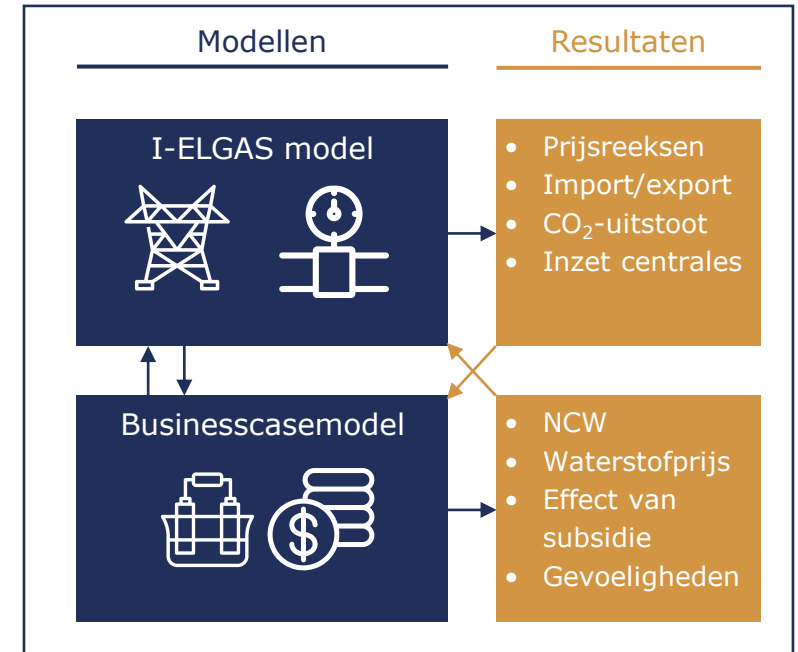 Modellen
Resultaten
I-ELGAS model
• Prijsreeksen
• Import/export
• CO₂-uitstoot
• Inzet centrales
Businesscasemodel
$
• NCW
• Waterstofprijs
• Effect van
subsidie
• Gevoeligheden